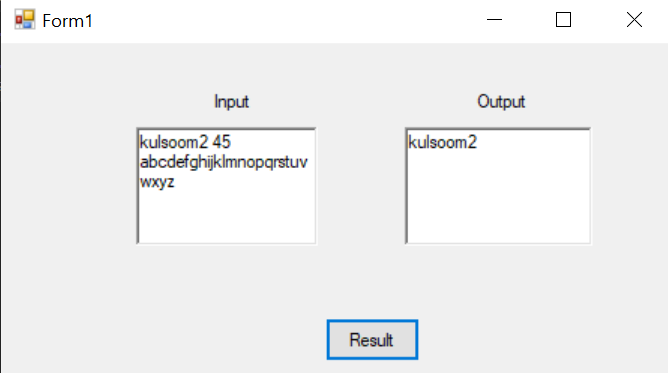 Form1
Input
Output
kulsoom2 45
abcdefghijklmnopqrstuv
wxyz
kulsoom2
Result